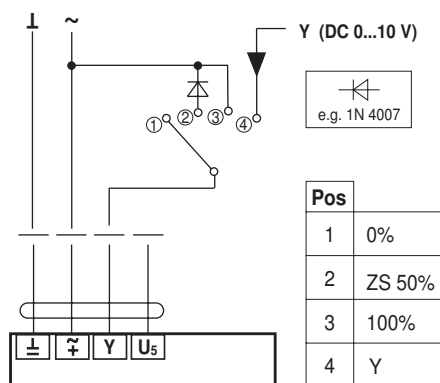 ⊥ ~
Y (DC 0...10 V)
① ② ③ ④
e.g. 1N 4007
Pos
1 0%
2 ZS 50%
3 100%
4 Y
Y U5